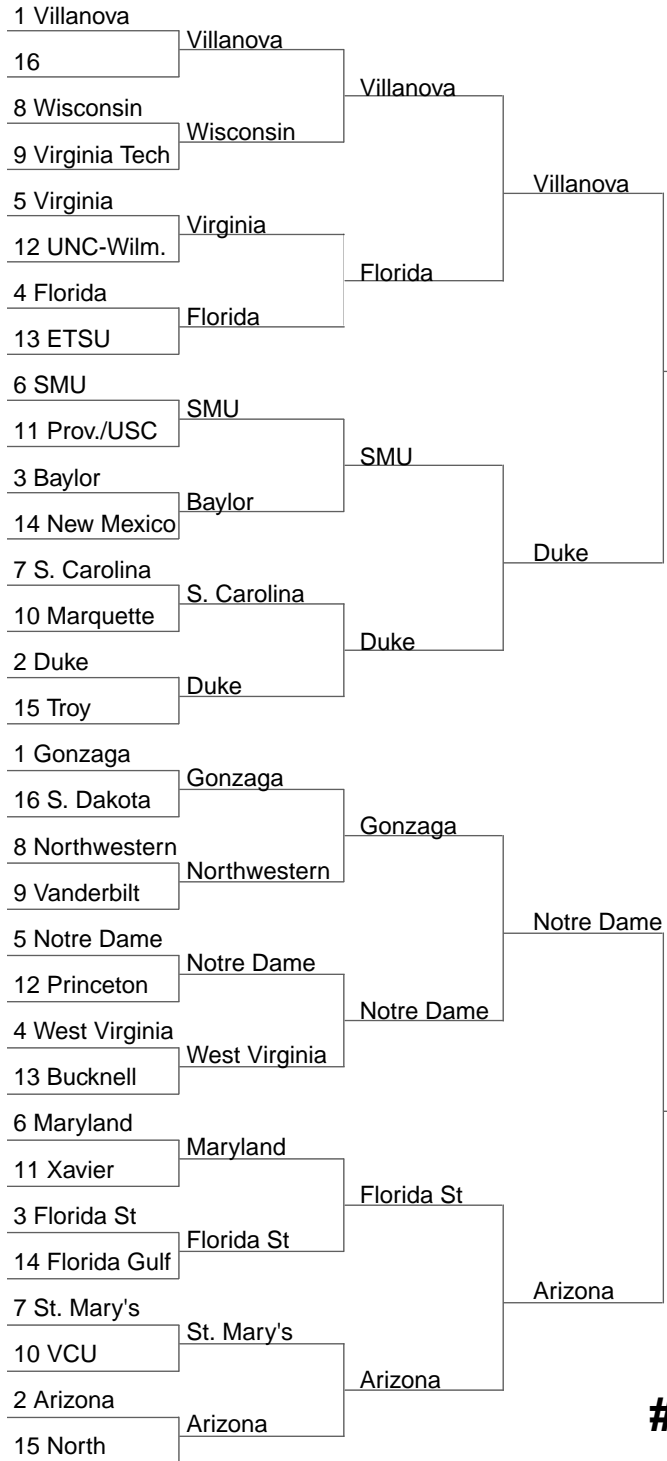 1 Villanova
16
8 Wisconsin
9 Virginia Tech
5 Virginia
12 UNC-Wilm.
4 Florida
13 ETSU
6 SMU
11 Prov./USC
3 Baylor
14 New Mexico
7 S. Carolina
10 Marquette
2 Duke
15 Troy
1 Gonzaga
16 S. Dakota
8 Northwestern
9 Vanderbilt
5 Notre Dame
12 Princeton
4 West Virginia
13 Bucknell
6 Maryland
11 Xavier
3 Florida St
14 Florida Gulf
7 St. Mary's
10 VCU
2 Arizona
15 North
Villanova
Wisconsin
Virginia
Florida
SMU
Baylor
S. Carolina
Duke
Gonzaga
Northwestern
Notre Dame
West Virginia
Maryland
Florida St
St. Mary's
Arizona
Villanova
Florida
SMU
Duke
Gonzaga
Notre Dame
Florida St
Arizona
Villanova
Duke
Notre Dame
Arizona
#